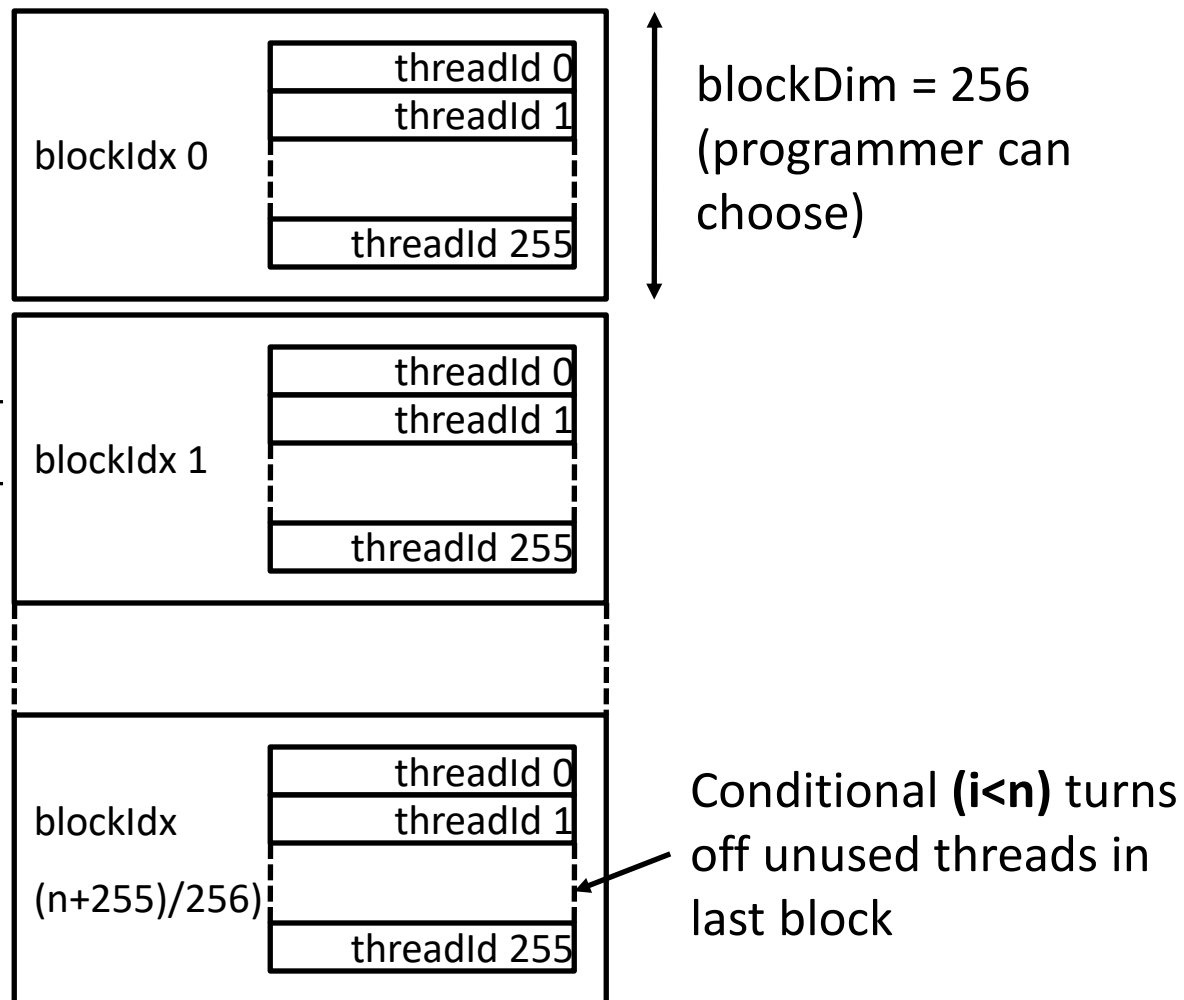 threadId 0
threadId 1
blockIdx 0
threadId 255
blockDim = 256
(programmer can
choose)
threadId 0
threadId 1
blockIdx 1
threadId 255
threadId 0
threadId 1
blockIdx
(n+255)/256)
threadId 255
Conditional (i<n) turns
off unused threads in
last block